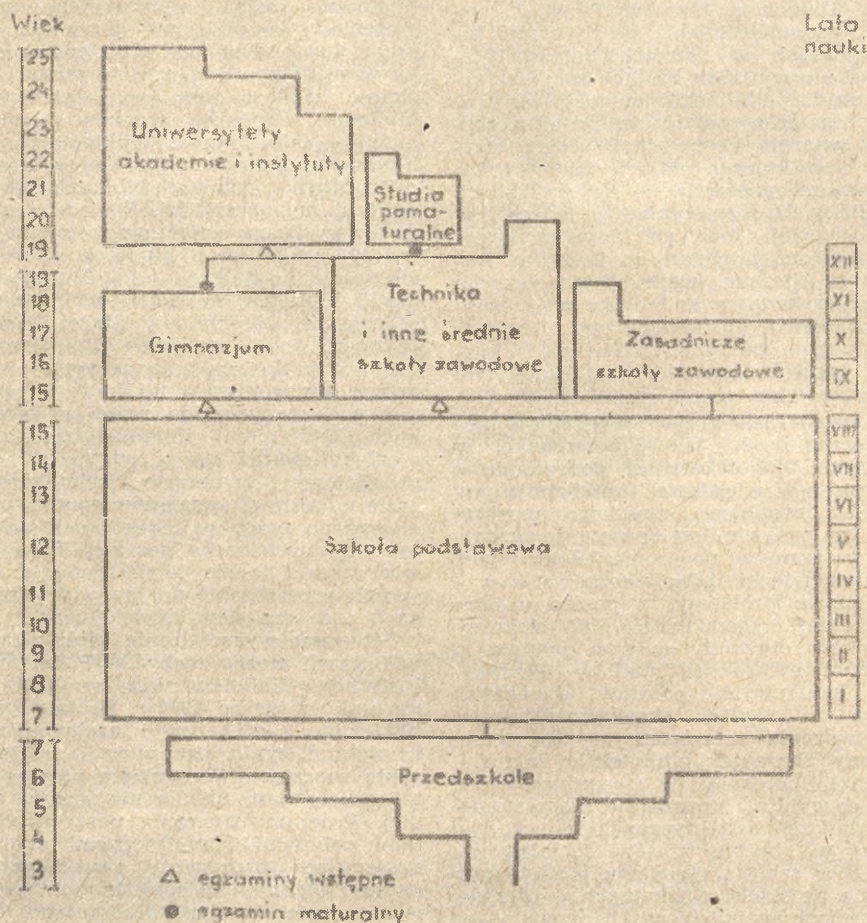 Wiek
Lata
nauki
25
24
23
22
21
20
19
Uniwersytety
akademie i instytuty
Studia
poma-
turalne
19
18
17
16
15
Gimnazjum
Technika
i inne średnie
szkoły zawodowe
Zasadnicze
szkoły zawodowe
XII
XI
X
IX
15
14
13
12
11
10
9
8
7
Szkoła podstawowa
VIII
VII
VI
V
IV
III
II
I
7
6
5
4
3
Przedszkole
△ egzaminy wstępne
● egzamin maturalny